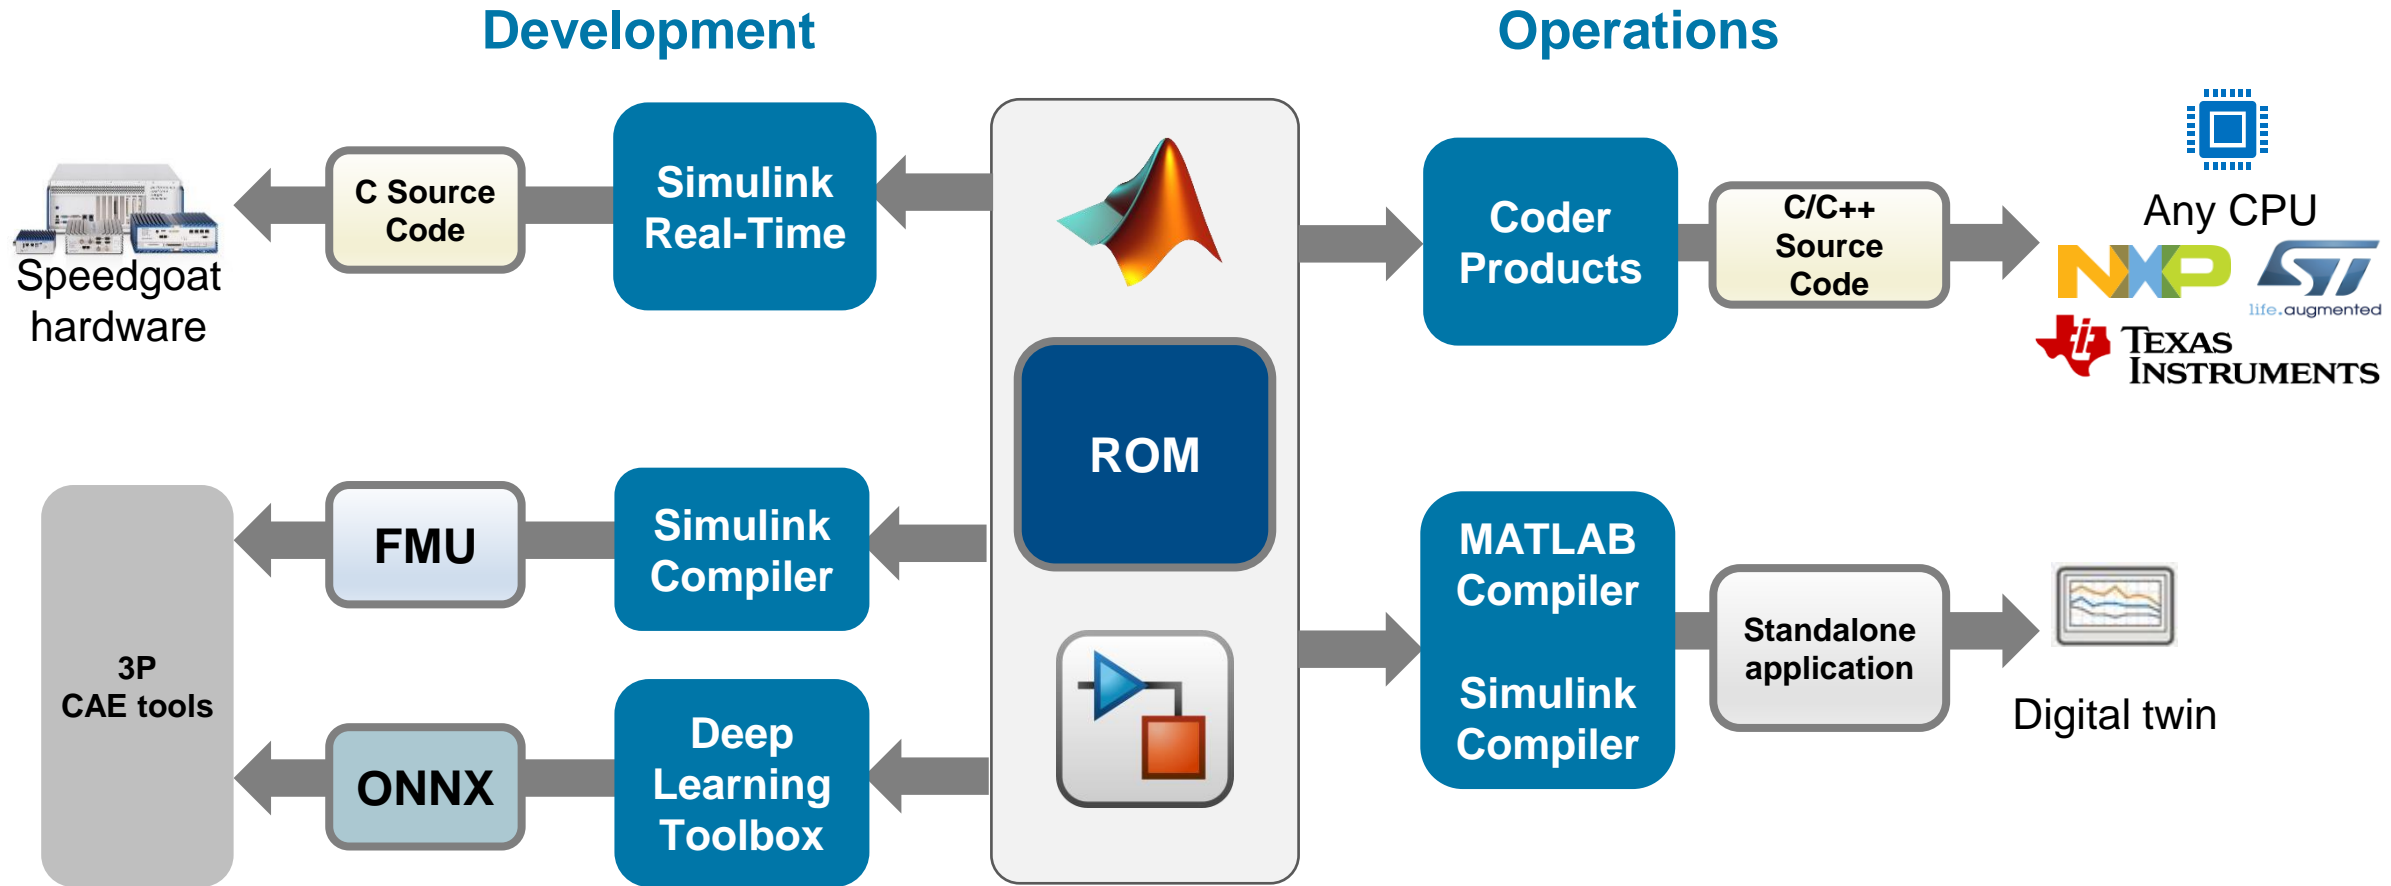 Development
Operations
Speedgoat
hardware
C Source
Code
Simulink
Real-Time
Coder
Products
C/C++
Source
Code
Any CPU
NXP
ST
life.augmented
TEXAS
INSTRUMENTS
ROM
3P
CAE tools
FMU
Simulink
Compiler
ONNX
Deep
Learning
Toolbox
MATLAB
Compiler
Simulink
Compiler
Standalone
application
Digital twin